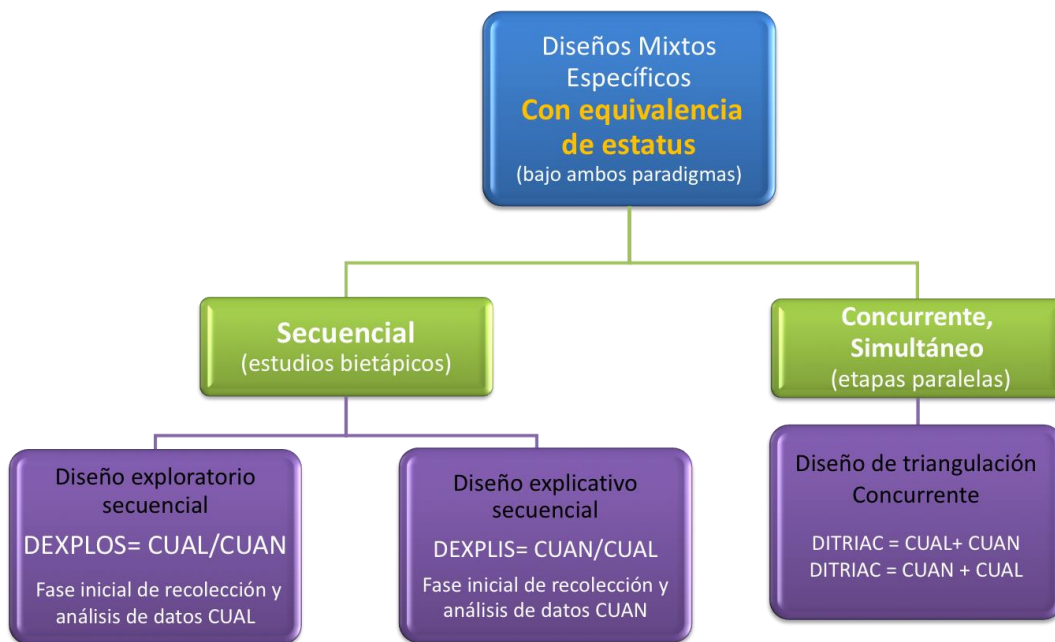 Diseños Mixtos
Específicos
Con equivalencia
de estatus
(bajo ambos paradigmas)
Secuencial
(estudios bietápicos)
Concurrente,
Simultáneo
(etapas paralelas)
Diseño exploratorio
secuencial
DEXPLOS= CUAL/CUAN
Fase inicial de recolección y
análisis de datos CUAL
Diseño explicativo
secuencial
DEXPLIS= CUAN/CUAL
Fase inicial de recolección y
análisis de datos CUAN
Diseño de triangulación
Concurrente
DITRIAC = CUAL+ CUAN
DITRIAC = CUAN + CUAL